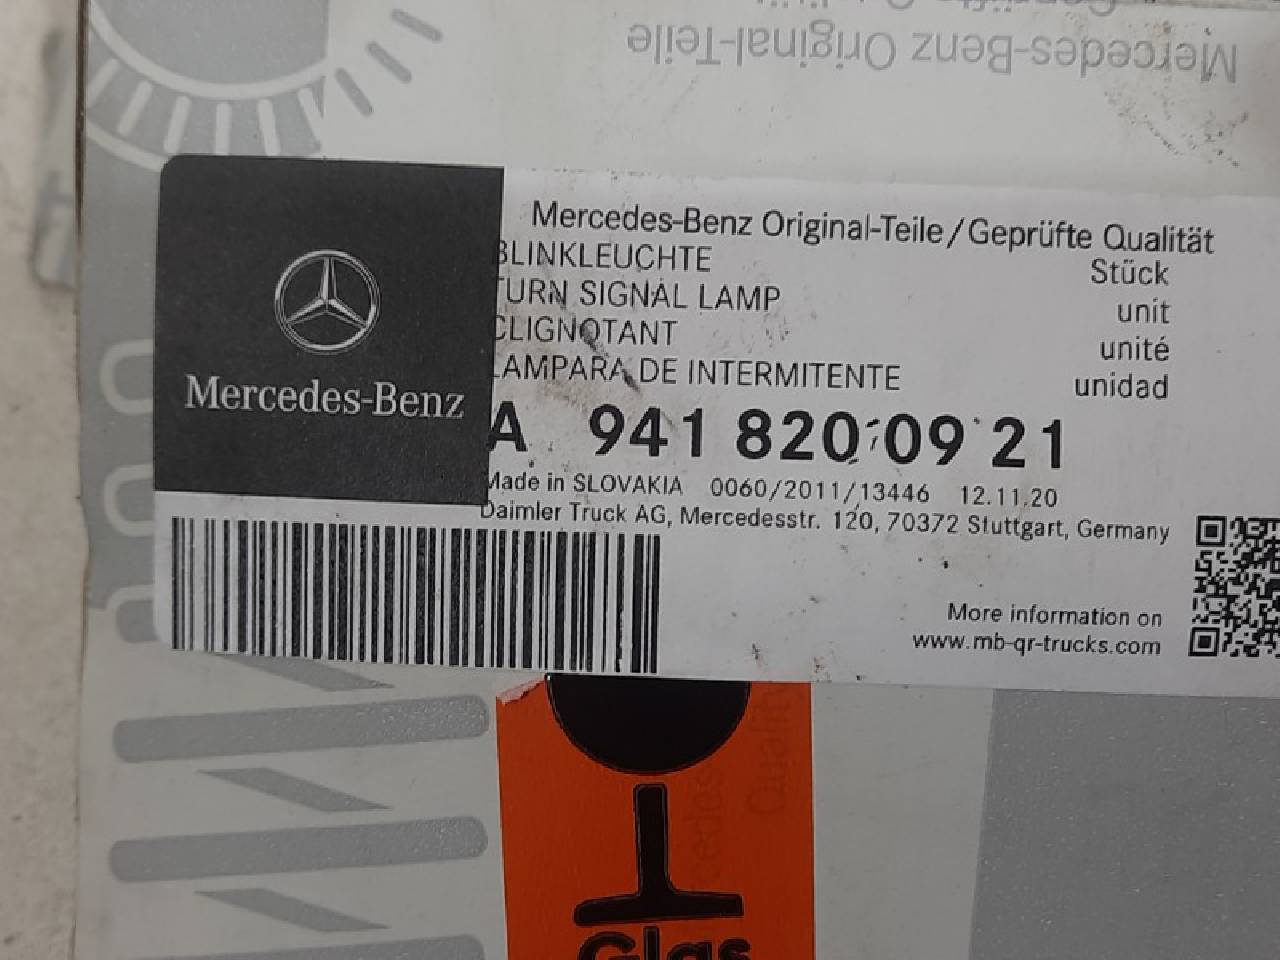 Mercedes-Benz Original-Teile
Mercedes-Benz Original-Teile/Geprüfte Qualität
BLINKLEUCHTE Stück
TURN SIGNAL LAMP unit
CLIGNOTANT unité
LAMPARA DE INTERMITENTE unidad
Mercedes-Benz
A 941 820 09 21
Made in SLOVAKIA 0060/2011/13446 12.11.20
Daimler Truck AG, Mercedesstr. 120, 70372 Stuttgart, Germany
More information on
www.mb-qr-trucks.com
Glas